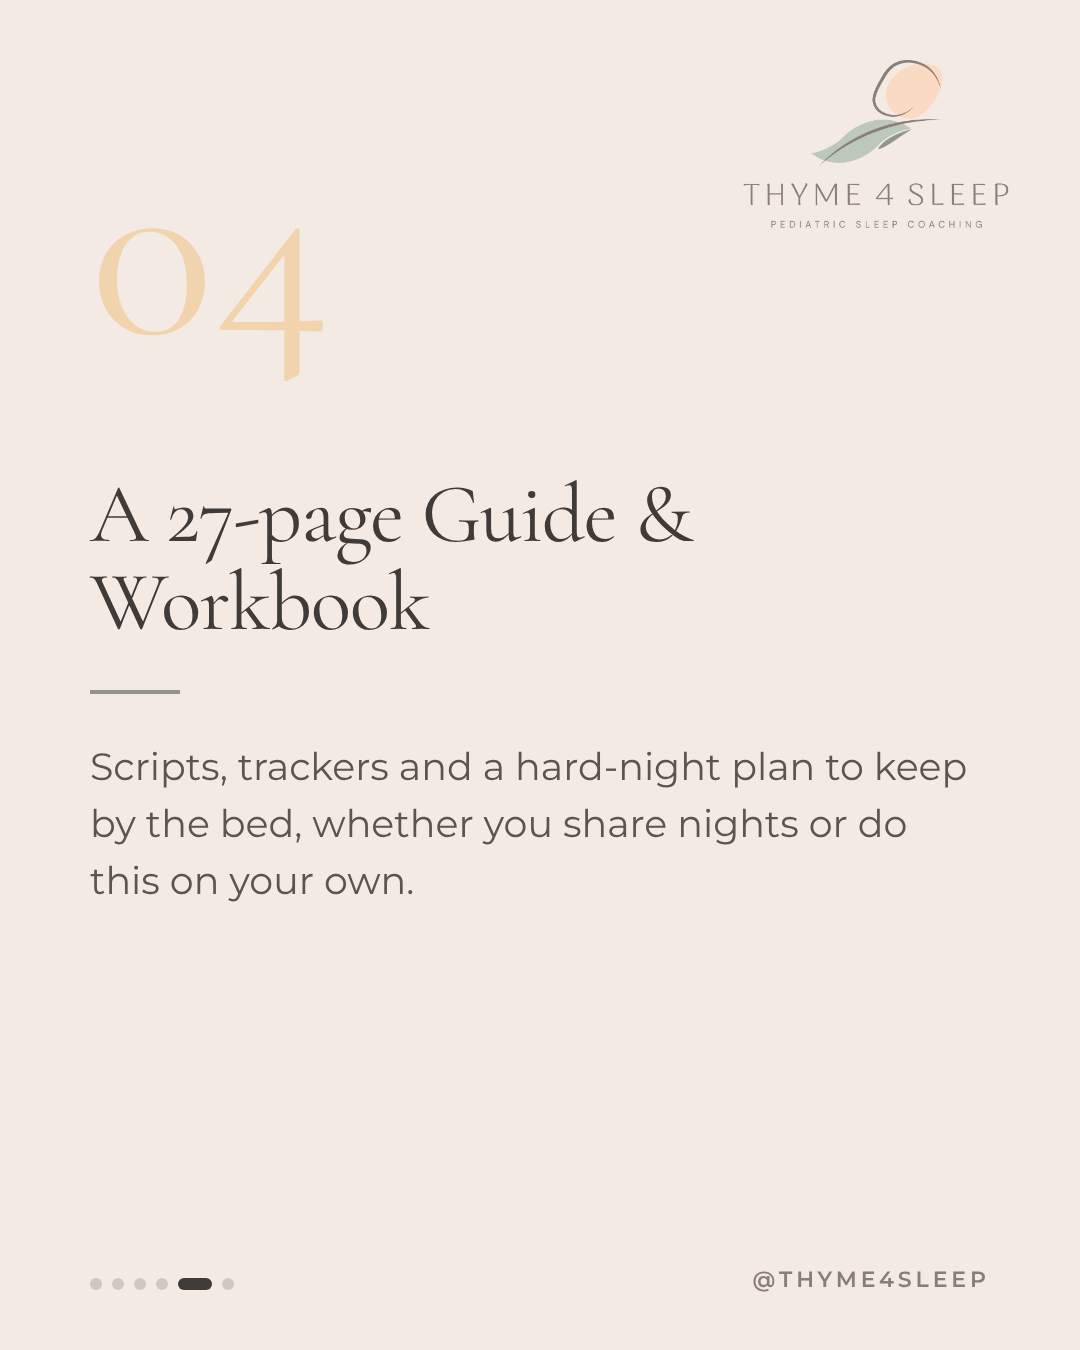 THYME 4 SLEEP
PEDIATRIC SLEEP COACHING
04
A 27-page Guide &
Workbook
Scripts, trackers and a hard-night plan to keep
by the bed, whether you share nights or do
this on your own.
@THYME4SLEEP